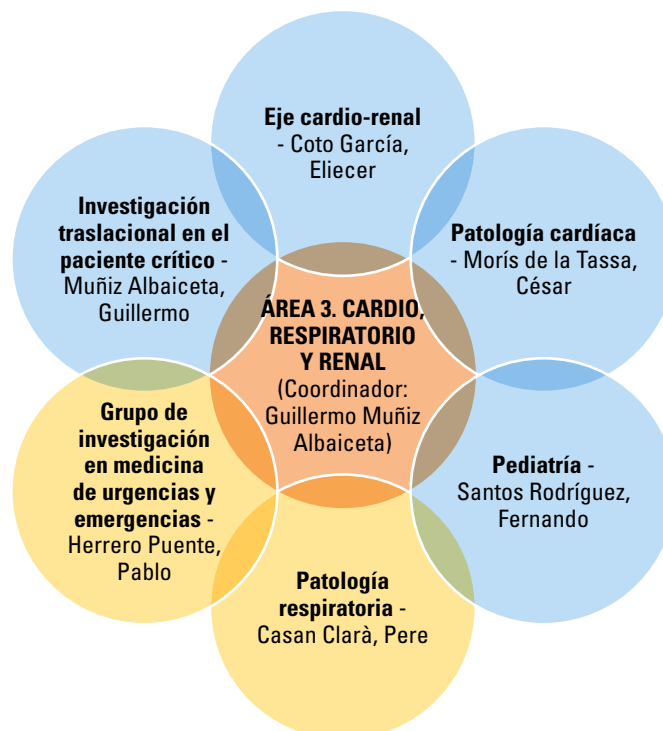 Eje cardio-renal
- Coto García,
Eliecer
Investigación
traslacional en el
paciente crítico -
Muñiz Albaiceta,
Guillermo
Patología cardíaca
- Morís de la Tassa,
César
ÁREA 3. CARDIO,
RESPIRATORIO
Y RENAL
(Coordinador:
Guillermo Muñiz
Albaiceta)
Grupo de
investigación
en medicina
de urgencias y
emergencias -
Herrero Puente,
Pablo
Pediatría -
Santos Rodríguez,
Fernando
Patología
respiratoria -
Casan Clarà, Pere